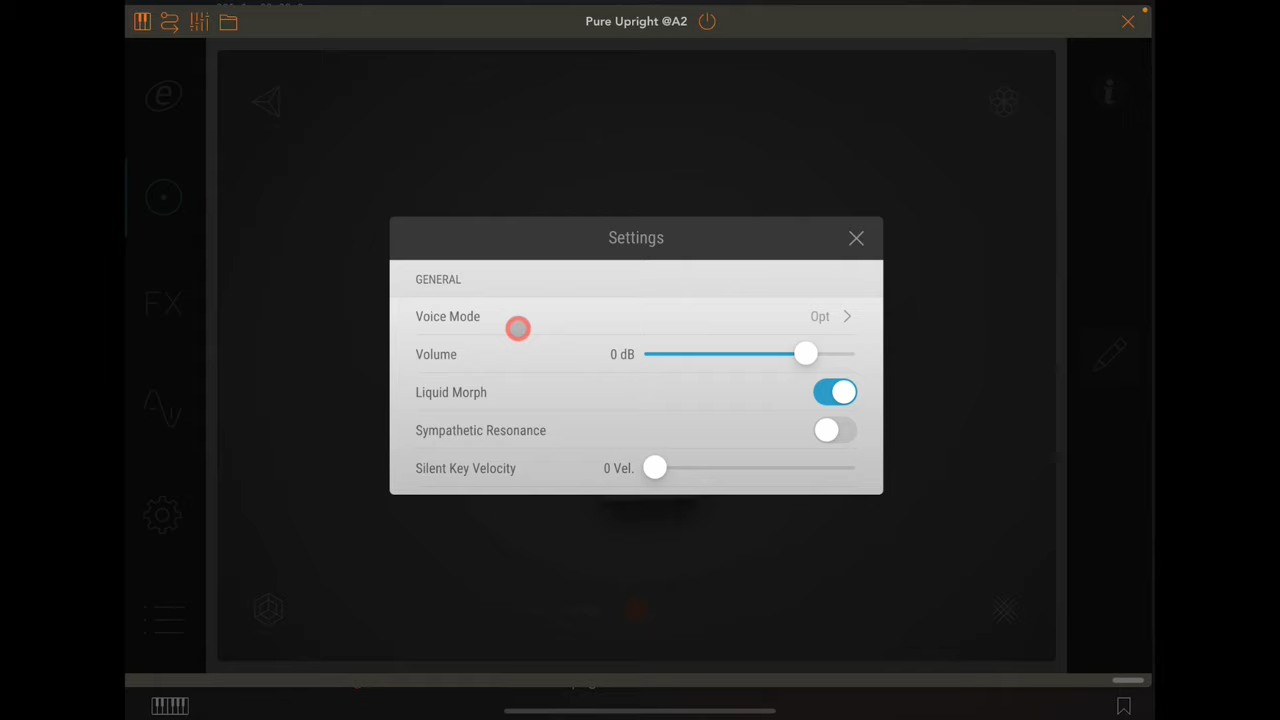 Pure Upright @A2
Settings
GENERAL
Voice Mode Opt
Volume 0 dB
Liquid Morph
Sympathetic Resonance
Silent Key Velocity 0 Vel.
e
i
FX